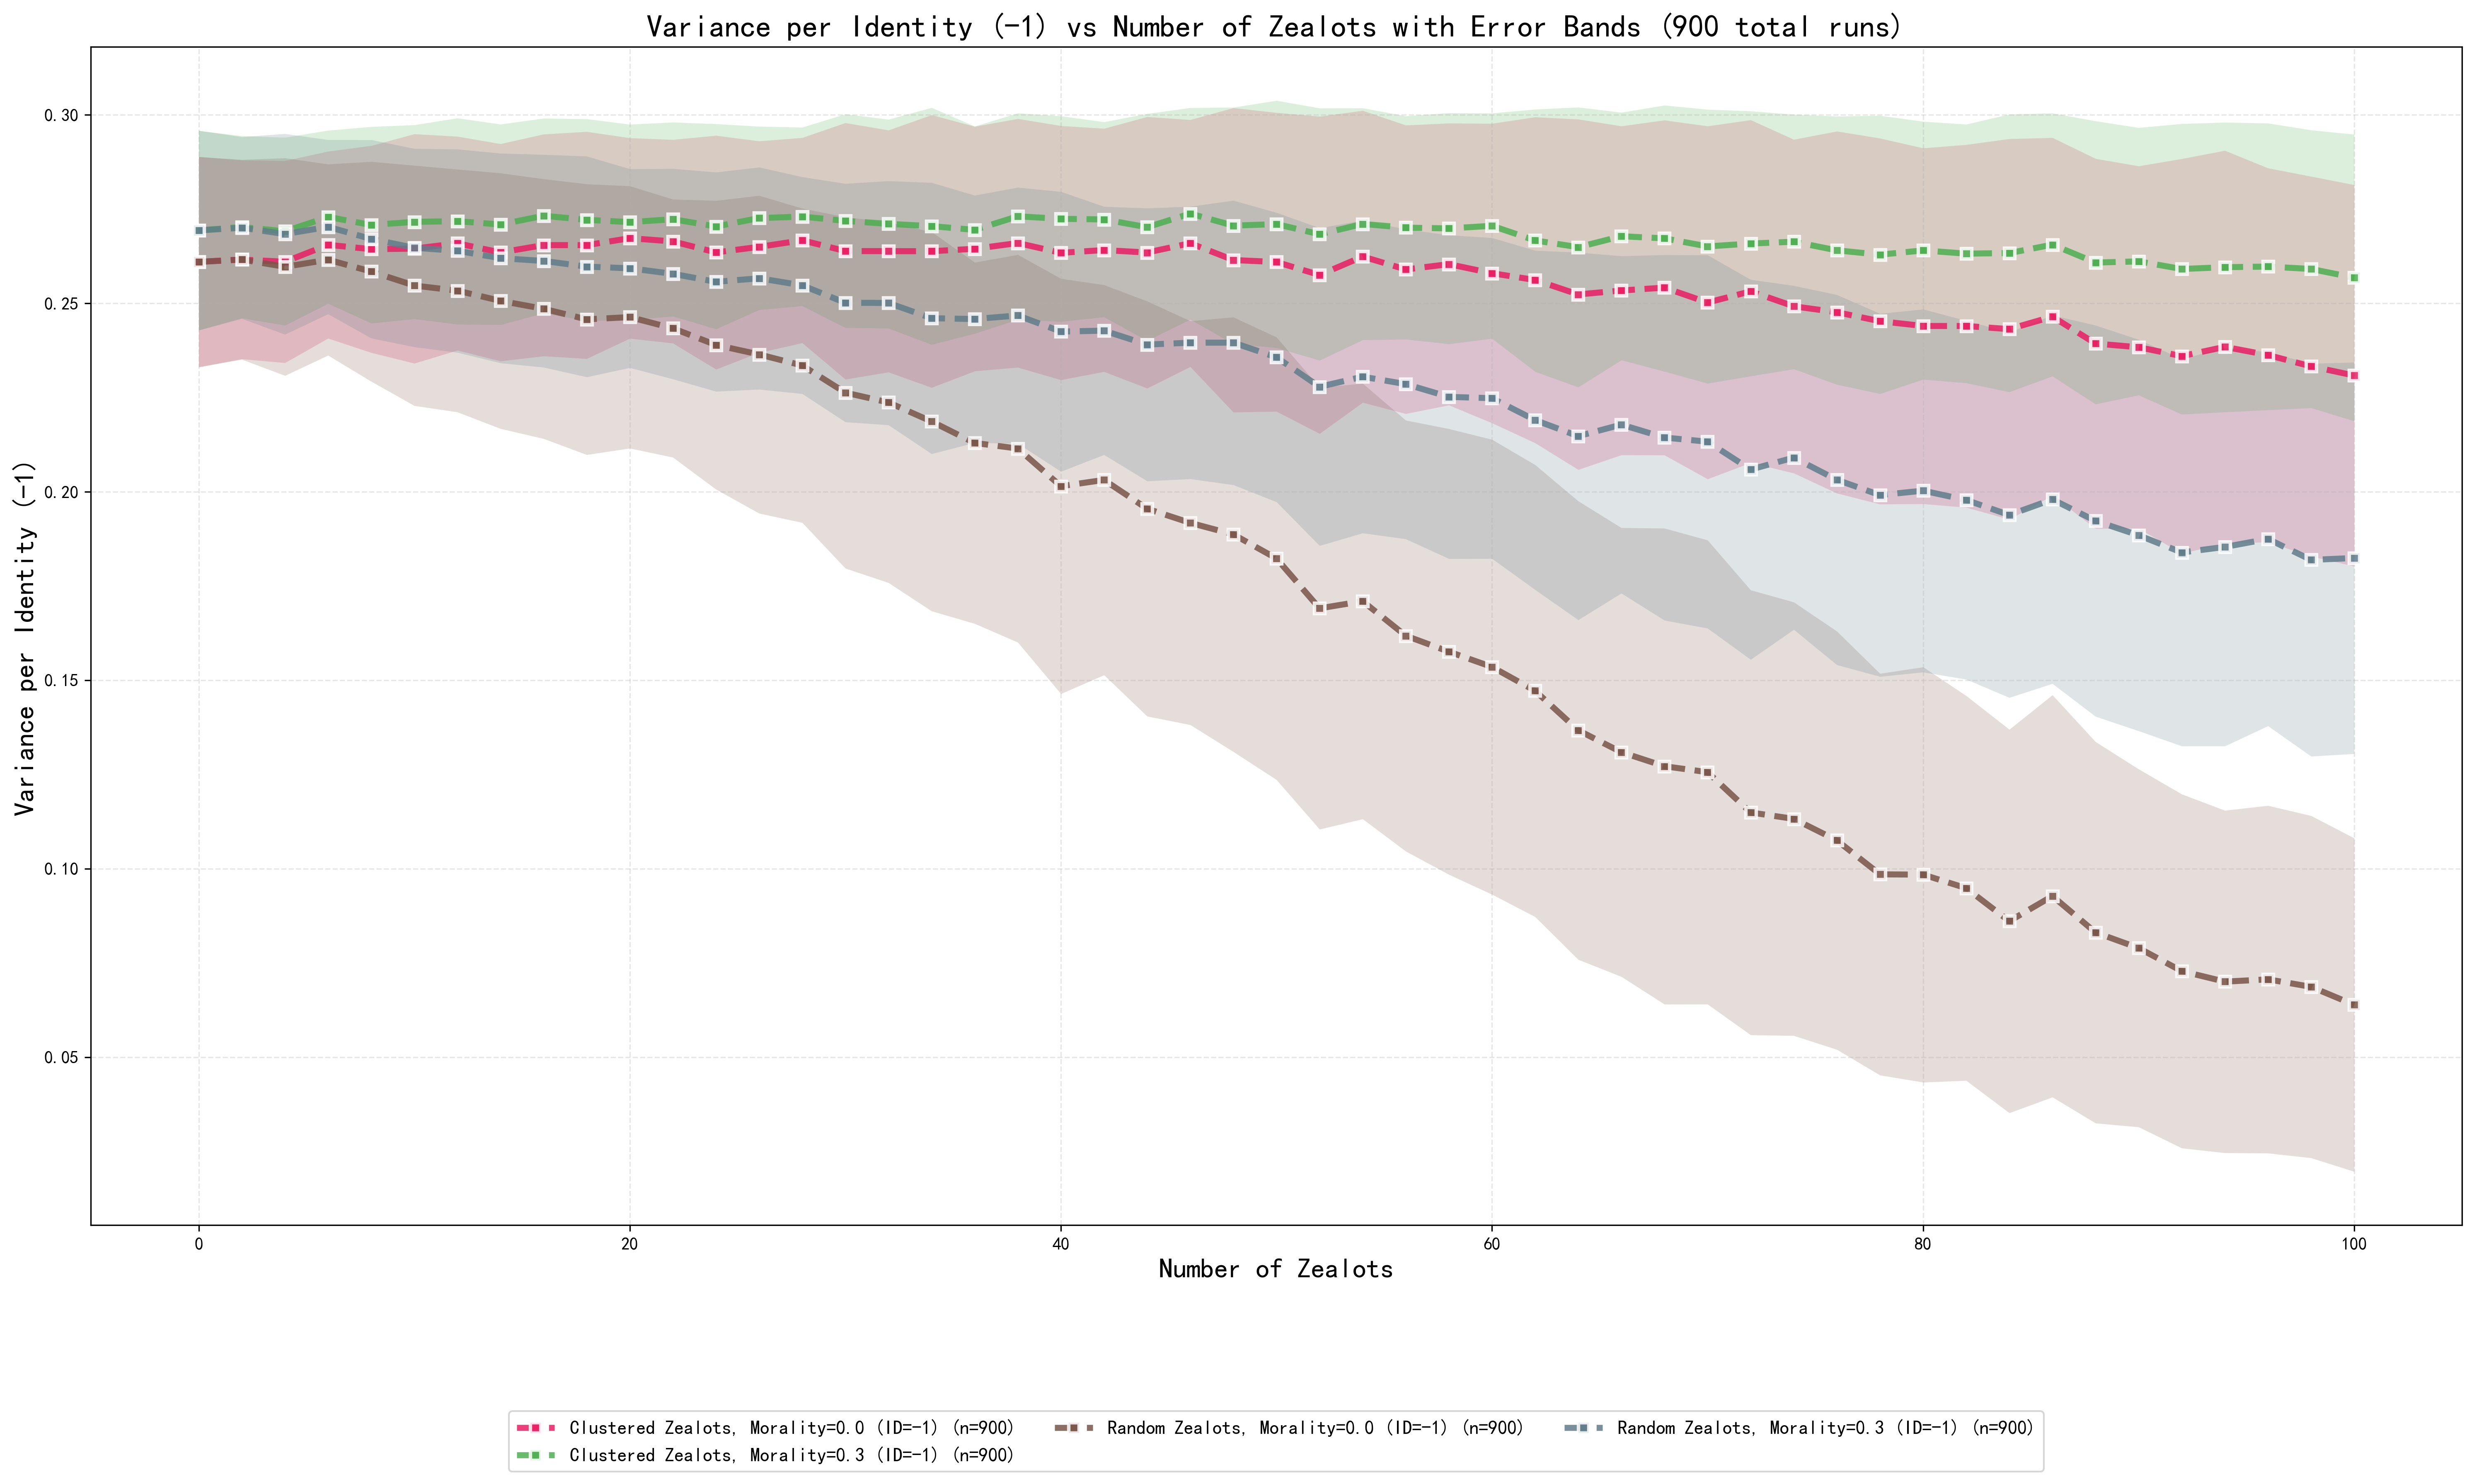 Variance per Identity (-1) vs Number of Zealots with Error Bands (900 total runs)
Variance per Identity (-1)
0.30
0.25
0.20
0.15
0.10
0.05
0 20 40 60 80 100
Number of Zealots
Clustered Zealots, Morality=0.0 (ID=-1) (n=900)
Clustered Zealots, Morality=0.3 (ID=-1) (n=900)
Random Zealots, Morality=0.0 (ID=-1) (n=900)
Random Zealots, Morality=0.3 (ID=-1) (n=900)